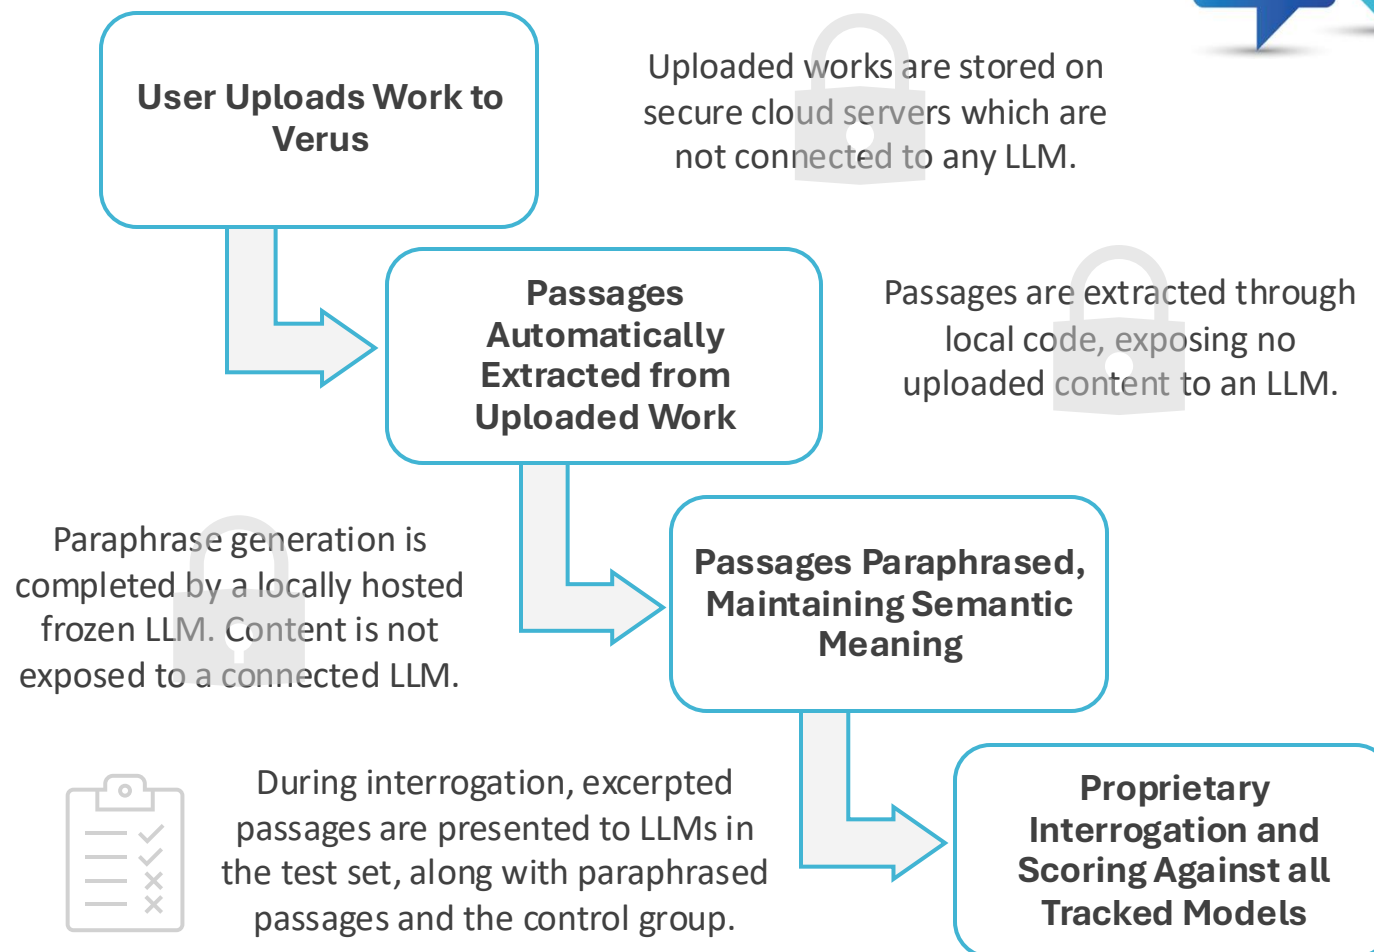 User Uploads Work to
Verus
Uploaded works are stored on
secure cloud servers which are
not connected to any LLM.
Passages
Automatically
Extracted from
Uploaded Work
Passages are extracted through
local code, exposing no
uploaded content to an LLM.
Paraphrase generation is
completed by a locally hosted
frozen LLM. Content is not
exposed to a connected LLM.
Passages Paraphrased,
Maintaining Semantic
Meaning
During interrogation, excerpted
passages are presented to LLMs in
the test set, along with paraphrased
passages and the control group.
Proprietary
Interrogation and
Scoring Against all
Tracked Models